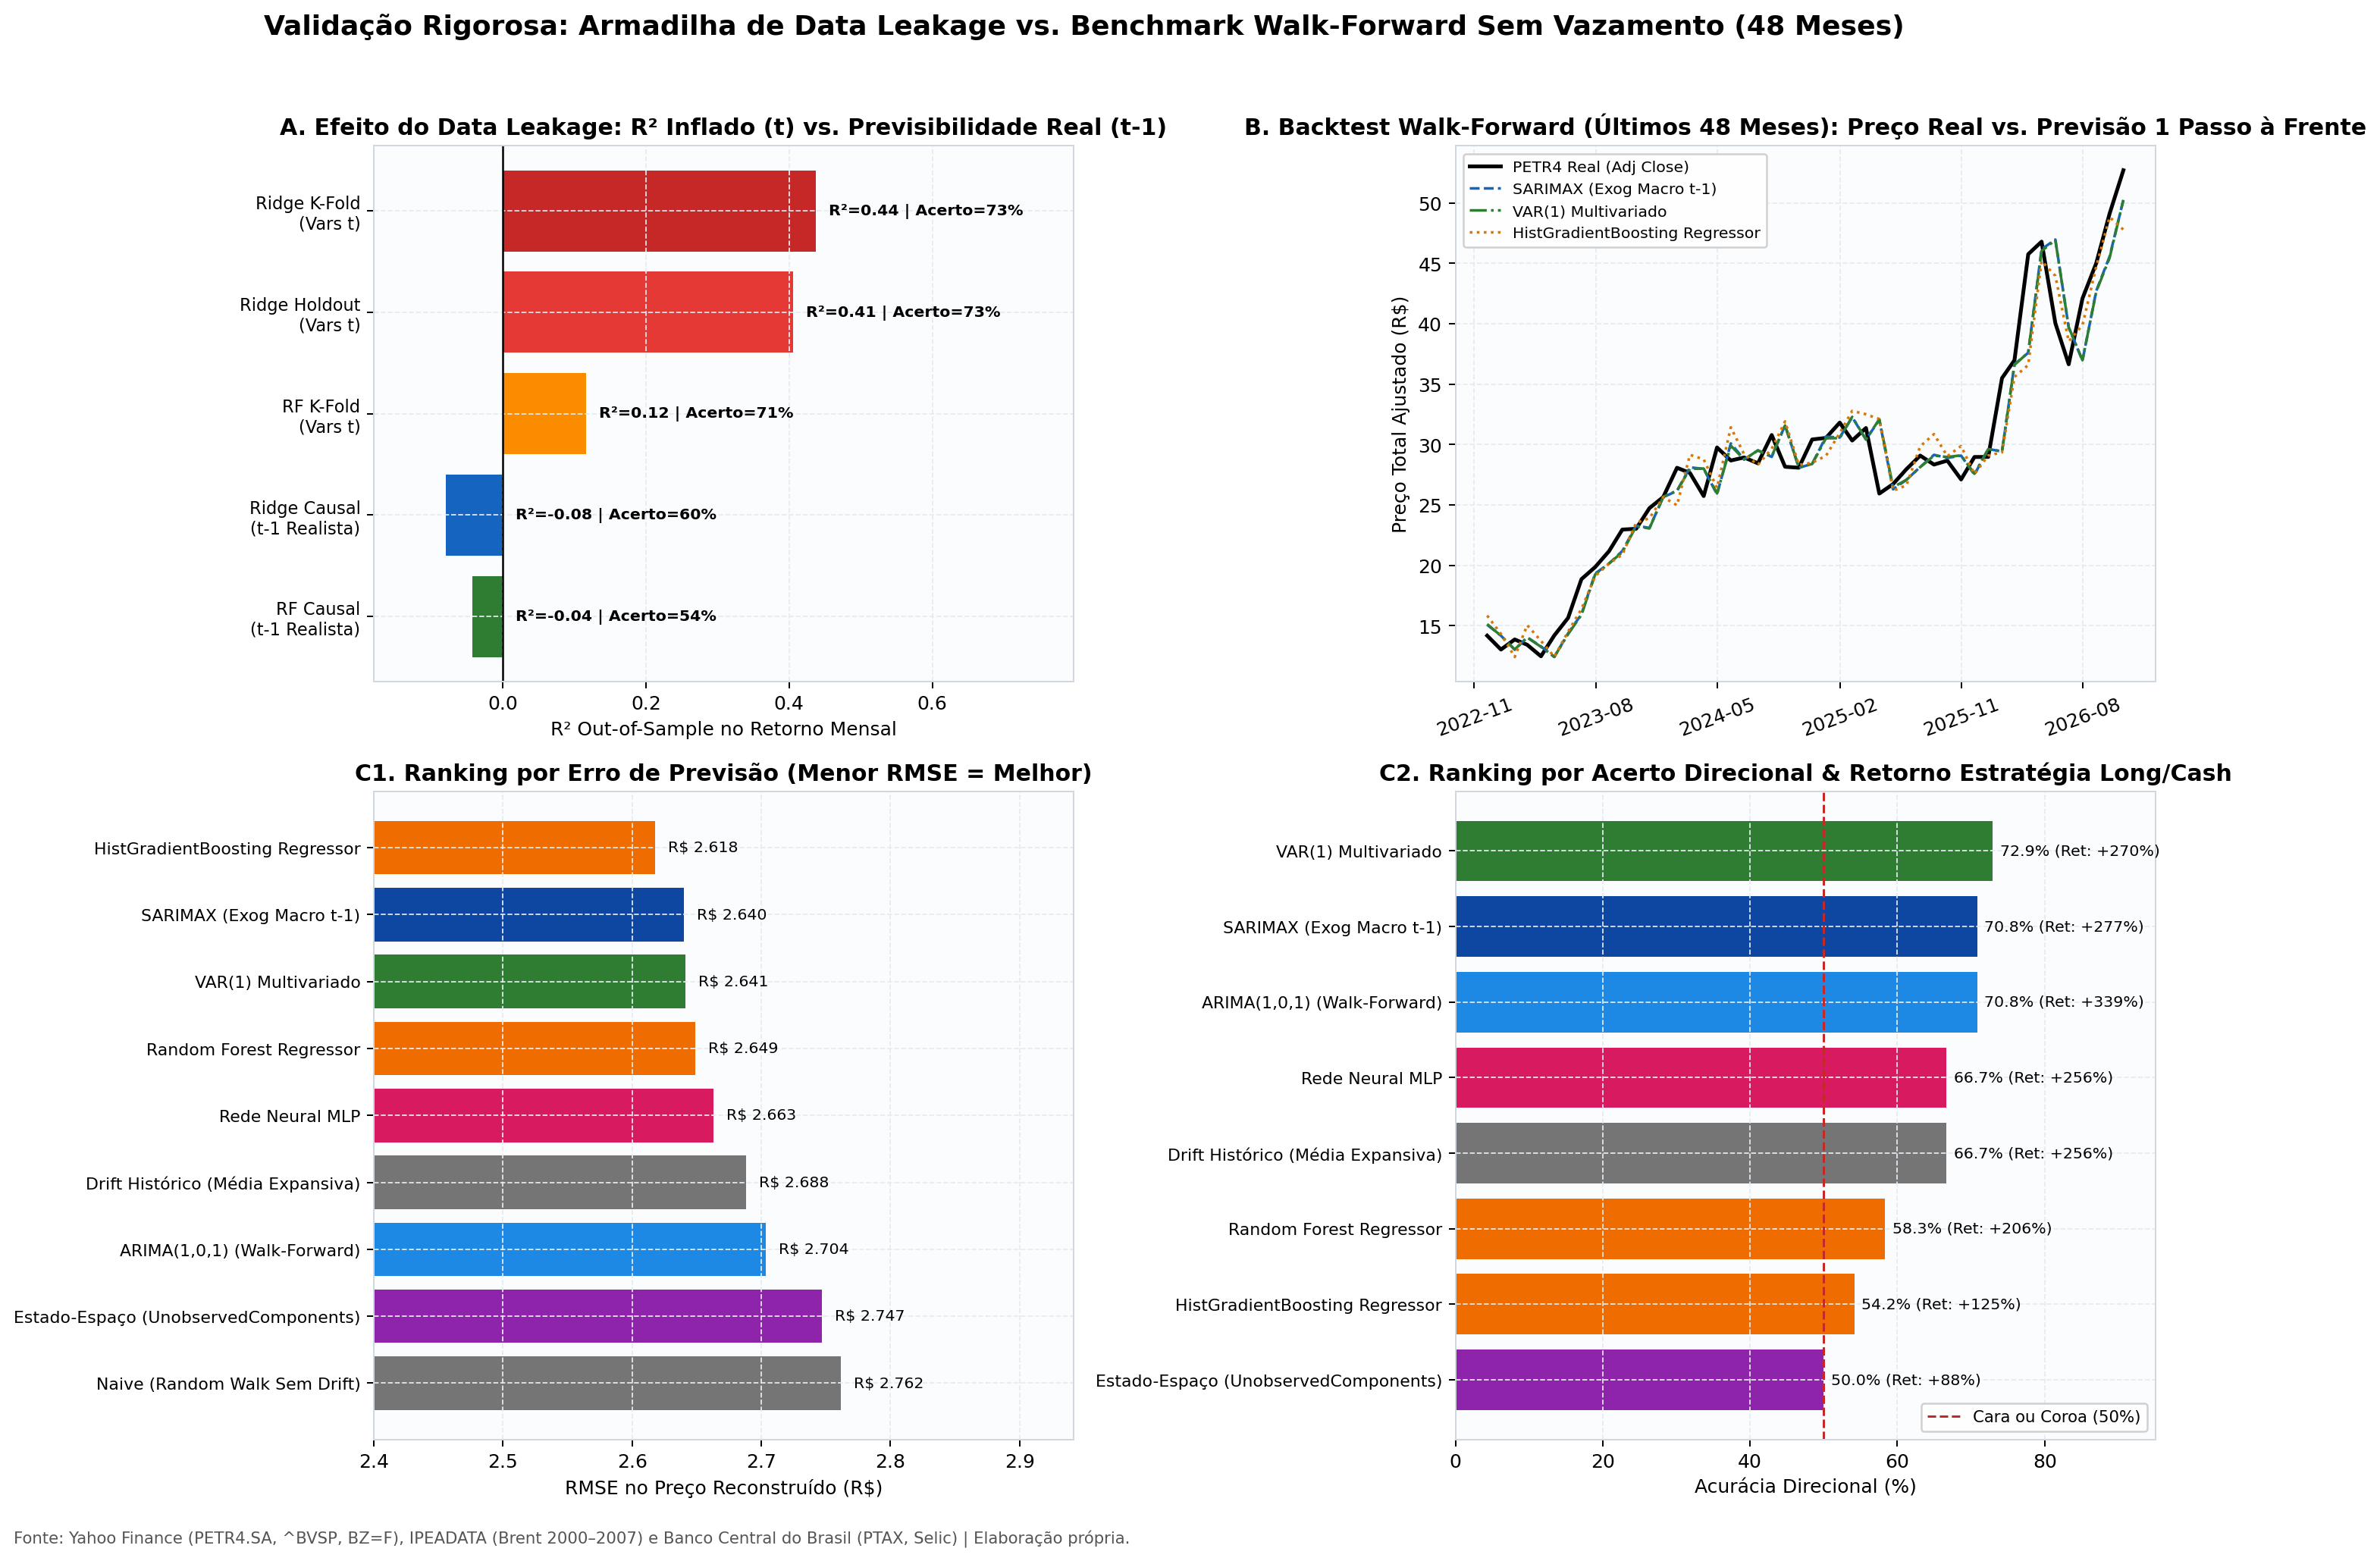 Validação Rigorosa: Armadilha de Data Leakage vs. Benchmark Walk-Forward Sem Vazamento (48 Meses)
A. Efeito do Data Leakage: R² Inflado (t) vs. Previsibilidade Real (t-1)
Ridge K-Fold
(Vars t)
R²=0.44 | Acerto=73%
Ridge Holdout
(Vars t)
R²=0.41 | Acerto=73%
RF K-Fold
(Vars t)
R²=0.12 | Acerto=71%
Ridge Causal
(t-1 Realista)
R²=-0.08 | Acerto=60%
RF Causal
(t-1 Realista)
R²=-0.04 | Acerto=54%
0.0 0.2 0.4 0.6
R² Out-of-Sample no Retorno Mensal
B. Backtest Walk-Forward (Últimos 48 Meses): Preço Real vs. Previsão 1 Passo à Frente
PETR4 Real (Adj Close)
SARIMAX (Exog Macro t-1)
VAR(1) Multivariado
HistGradientBoosting Regressor
Preço Total Ajustado (R$)
50
45
40
35
30
25
20
15
2022-11 2023-08 2024-05 2025-02 2025-11 2026-08
C1. Ranking por Erro de Previsão (Menor RMSE = Melhor)
HistGradientBoosting Regressor R$ 2.618
SARIMAX (Exog Macro t-1) R$ 2.640
VAR(1) Multivariado R$ 2.641
Random Forest Regressor R$ 2.649
Rede Neural MLP R$ 2.663
Drift Histórico (Média Expansiva) R$ 2.688
ARIMA(1,0,1) (Walk-Forward) R$ 2.704
Estado-Espaço (UnobservedComponents) R$ 2.747
Naive (Random Walk Sem Drift) R$ 2.762
2.4 2.5 2.6 2.7 2.8 2.9
RMSE no Preço Reconstruído (R$)
C2. Ranking por Acerto Direcional & Retorno Estratégia Long/Cash
VAR(1) Multivariado 72.9% (Ret: +270%)
SARIMAX (Exog Macro t-1) 70.8% (Ret: +277%)
ARIMA(1,0,1) (Walk-Forward) 70.8% (Ret: +339%)
Rede Neural MLP 66.7% (Ret: +256%)
Drift Histórico (Média Expansiva) 66.7% (Ret: +256%)
Random Forest Regressor 58.3% (Ret: +206%)
HistGradientBoosting Regressor 54.2% (Ret: +125%)
Estado-Espaço (UnobservedComponents) 50.0% (Ret: +88%)
Cara ou Coroa (50%)
0 20 40 60 80
Acurácia Direcional (%)
Fonte: Yahoo Finance (PETR4.SA, ^BVSP, BZ=F), IPEADATA (Brent 2000–2007) e Banco Central do Brasil (PTAX, Selic) | Elaboração própria.